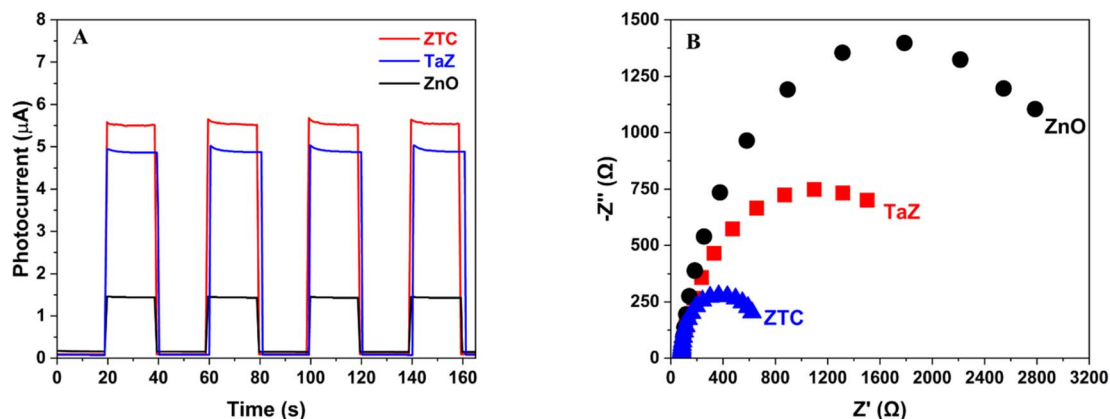 A
ZTC
TaZ
ZnO
8
7
6
5
4
3
2
1
0
Photocurrent (μA)
0 20 40 60 80 100 120 140 160
Time (s)
B
ZnO
TaZ
ZTC
1500
1250
1000
750
500
250
0
-Z'' (Ω)
0 400 800 1200 1600 2000 2400 2800 3200
Z' (Ω)